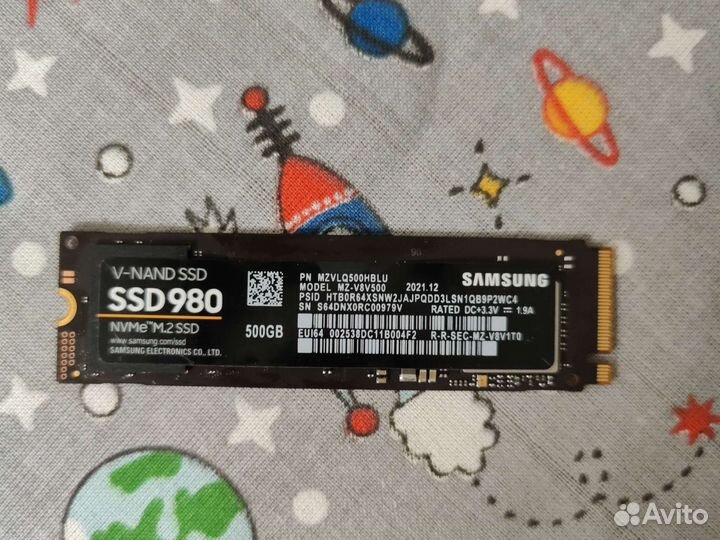 V-NAND SSD
SSD 980
NVMe™ M.2 SSD
www.samsung.com/ssd
SAMSUNG ELECTRONICS CO., LTD.
500GB
PN MZVLQ500HBLU
MODEL MZ-V8V500 2021.12
PSID HTB0R64XSNW2JAJPQDD3LSN1QB9P2WC4
SN S64DNX0RC00979V
RATED DC+3.3V 1.9A
EUI64 002538DC11B004F2 R-R-SEC-MZ-V8V1T0
SAMSUNG
Avito